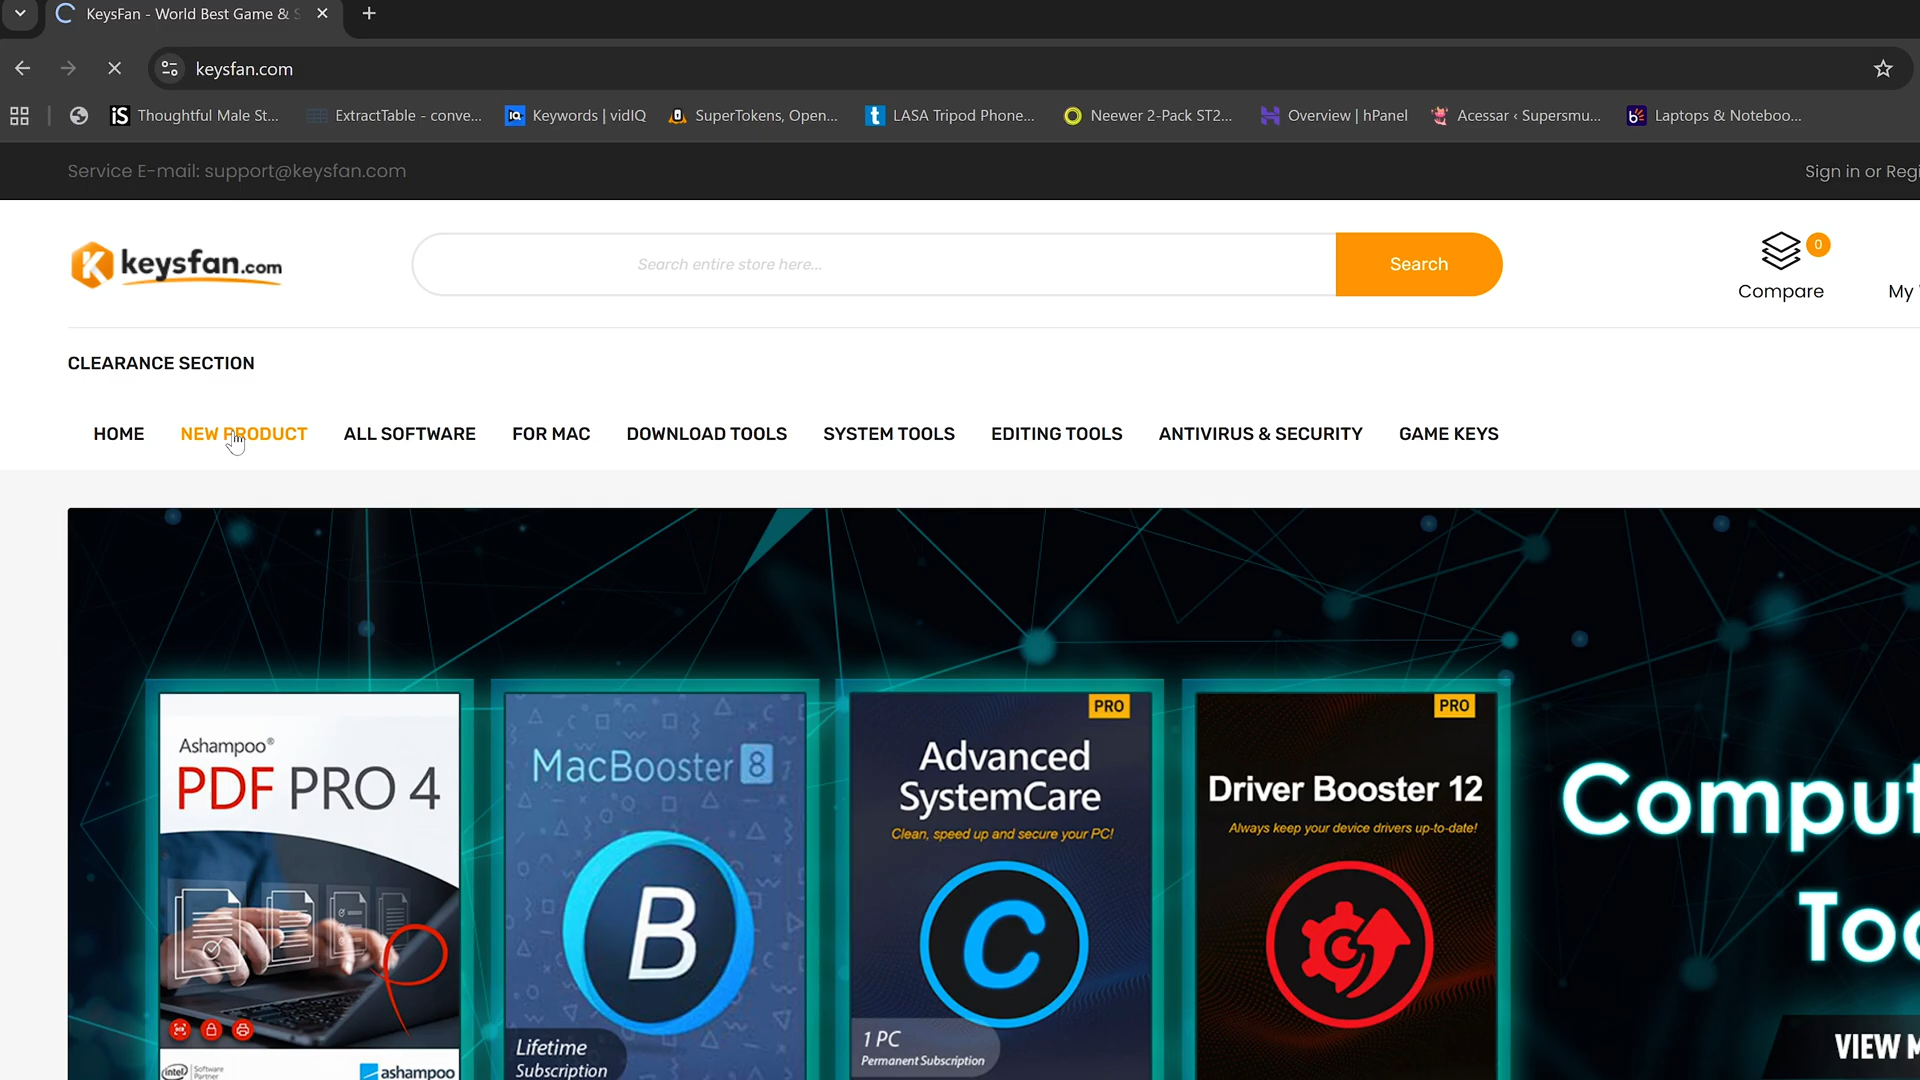 KeysFan - World Best Game & S
keysfan.com
Thoughtful Male St...
ExtractTable - conve...
Keywords | vidIQ
SuperTokens, Open...
LASA Tripod Phone...
Neewer 2-Pack ST2...
Overview | hPanel
Acessar ‹ Supersmu...
Laptops & Noteboo...
Service E-mail: support@keysfan.com
Sign in or Regi
keysfan.com
Search entire store here...
Search
0
Compare
My
CLEARANCE SECTION
HOME
NEW PRODUCT
ALL SOFTWARE
FOR MAC
DOWNLOAD TOOLS
SYSTEM TOOLS
EDITING TOOLS
ANTIVIRUS & SECURITY
GAME KEYS
Ashampoo®
PDF PRO 4
intel Software Partner
ashampoo
MacBooster 8
B
Lifetime
Subscription
PRO
Advanced
SystemCare
Clean, speed up and secure your PC!
C
1 PC
Permanent Subscription
PRO
Driver Booster 12
Always keep your device drivers up-to-date!
Comput
Too
VIEW M